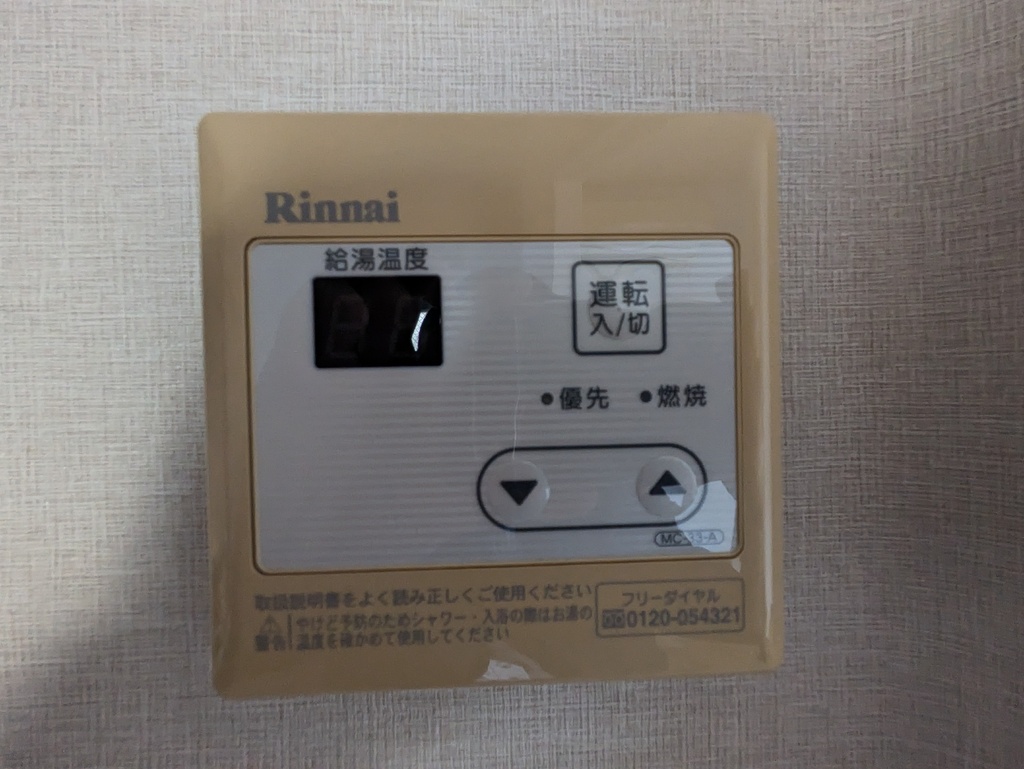 Rinnai
給湯温度
運転
入/切
優先 燃焼
MC-33-A
取扱説明書をよく読み正しくご使用ください
警告 やけど予防のためシャワー・入浴の際はお湯の
温度を確かめて使用してください
フリーダイヤル
0120-054321